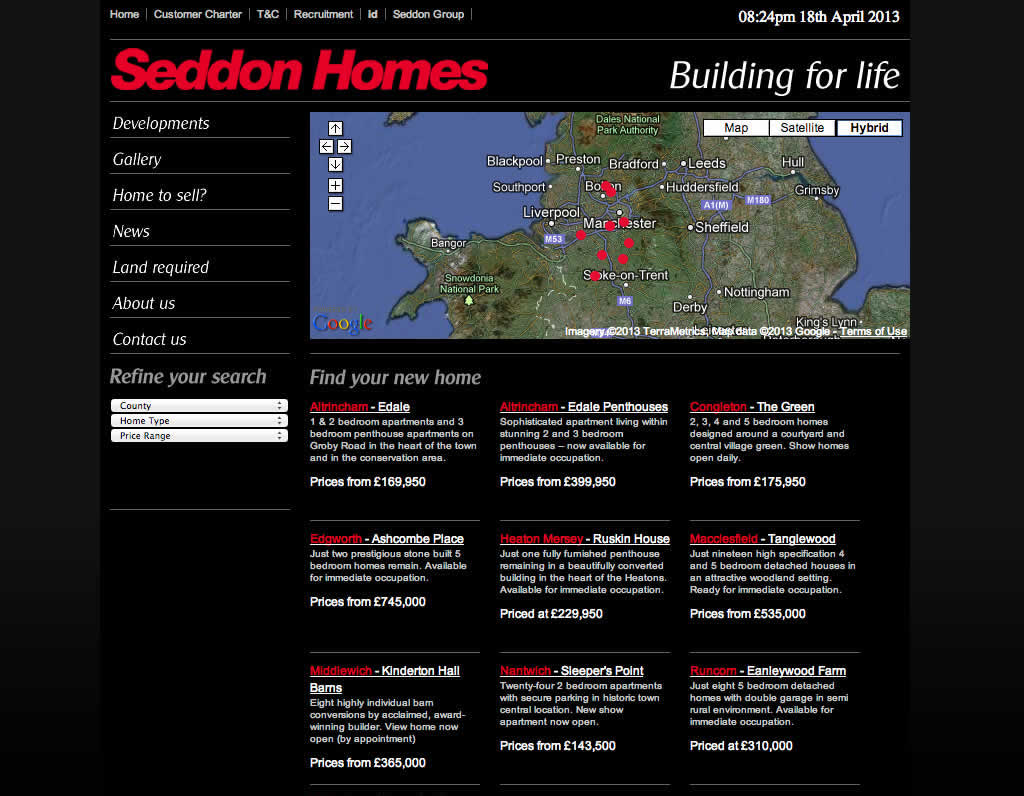 Home | Customer Charter | T&C | Recruitment | Id | Seddon Group |
08:24pm 18th April 2013
Seddon Homes
Building for life
Developments
Gallery
Home to sell?
News
Land required
About us
Contact us
Map
Satellite
Hybrid
Dales National
Park Authority
Blackpool
Preston
Bradford
Leeds
Hull
Southport
Huddersfield
Grimsby
A1(M)
M180
Liverpool
Manchester
Sheffield
M53
Bangor
Snowdonia
National Park
Stoke-on-Trent
M6
Nottingham
Derby
King's Lynn
Google
Imagery ©2013 TerraMetrics, Map data ©2013 Google - Terms of Use
Refine your search
County
Home Type
Price Range
Find your new home
Altrincham - Edale
1 & 2 bedroom apartments and 3
bedroom penthouse apartments on
Groby Road in the heart of the town
and in the conservation area.
Prices from £169,950
Altrincham - Edale Penthouses
Sophisticated apartment living within
stunning 2 and 3 bedroom
penthouses – now available for
immediate occupation.
Prices from £399,950
Congleton - The Green
2, 3, 4 and 5 bedroom homes
designed around a courtyard and
central village green. Show homes
open daily.
Prices from £175,950
Edgworth - Ashcombe Place
Just two prestigious stone built 5
bedroom homes remain. Available
for immediate occupation.
Prices from £745,000
Heaton Mersey - Ruskin House
Just one fully furnished penthouse
remaining in a beautifully converted
building in the heart of the Heatons.
Available for immediate occupation.
Priced at £229,950
Macclesfield - Tanglewood
Just nineteen high specification 4
and 5 bedroom detached houses in
an attractive woodland setting.
Ready for immediate occupation.
Prices from £535,000
Middlewich - Kinderton Hall
Barns
Eight highly individual barn
conversions by acclaimed, award-
winning builder. View home now
open (by appointment)
Prices from £365,000
Nantwich - Sleeper's Point
Twenty-four 2 bedroom apartments
with secure parking in historic town
central location. New show
apartment now open.
Prices from £143,500
Runcorn - Eanleywood Farm
Just eight 5 bedroom detached
homes with double garage in semi
rural environment. Available for
immediate occupation.
Priced at £310,000